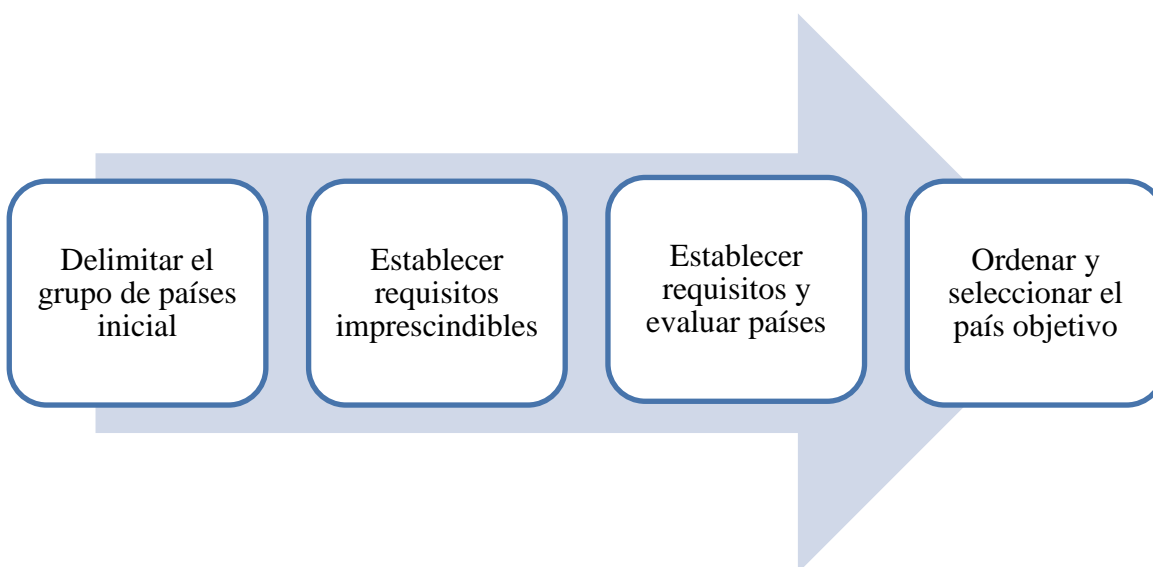 Delimitar el
grupo de países
inicial
Establecer
requisitos
imprescindibles
Establecer
requisitos y
evaluar países
Ordenar y
seleccionar el
país objetivo